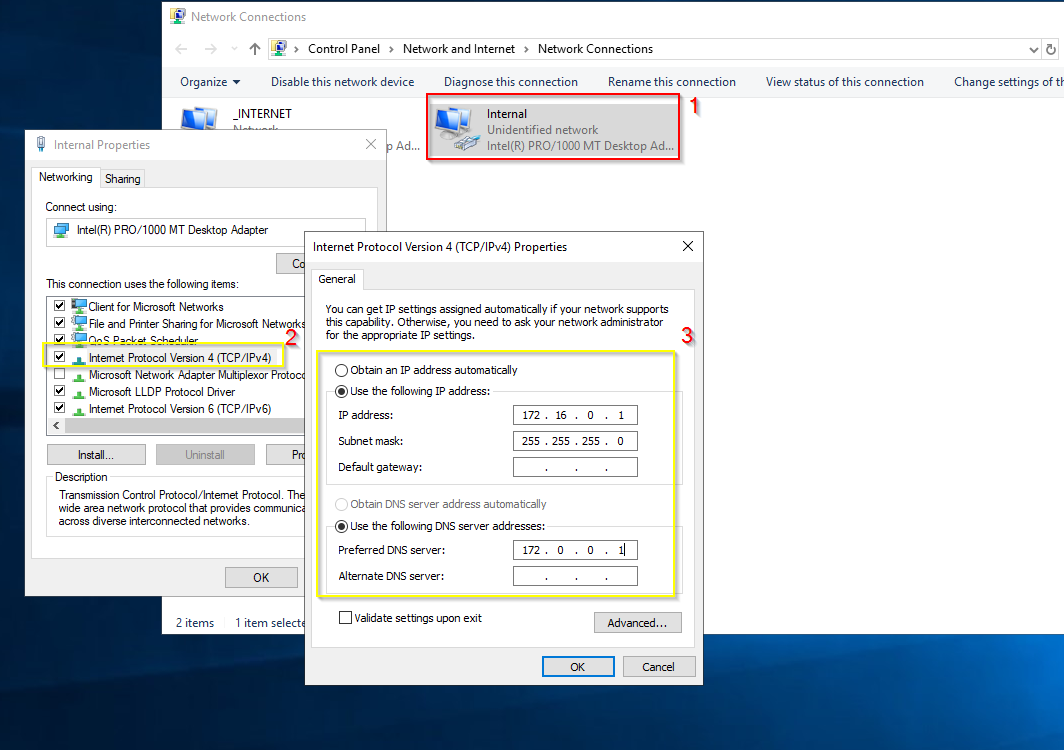 Network Connections
Control Panel > Network and Internet > Network Connections
Organize Disable this network device Diagnose this connection Rename this connection View status of this connection Change settings of th
_INTERNET
Network
p Ad...
Internal
Unidentified network
Intel(R) PRO/1000 MT Desktop Ad...
1
Internal Properties
Networking Sharing
Connect using:
Intel(R) PRO/1000 MT Desktop Adapter
Co
This connection uses the following items:
Client for Microsoft Networks
File and Printer Sharing for Microsoft Networks
QoS Packet Scheduler
2
Internet Protocol Version 4 (TCP/IPv4)
Microsoft Network Adapter Multiplexor Protoco
Microsoft LLDP Protocol Driver
Internet Protocol Version 6 (TCP/IPv6)
Install... Uninstall Pro
Description
Transmission Control Protocol/Internet Protocol. The
wide area network protocol that provides communica
across diverse interconnected networks.
OK
2 items 1 item selecte
Internet Protocol Version 4 (TCP/IPv4) Properties
General
You can get IP settings assigned automatically if your network supports
this capability. Otherwise, you need to ask your network administrator
for the appropriate IP settings.
3
Obtain an IP address automatically
Use the following IP address:
IP address: 172 . 16 . 0 . 1
Subnet mask: 255 . 255 . 255 . 0
Default gateway: . . .
Obtain DNS server address automatically
Use the following DNS server addresses:
Preferred DNS server: 172 . 0 . 0 . 1
Alternate DNS server: . . .
Validate settings upon exit
Advanced...
OK Cancel